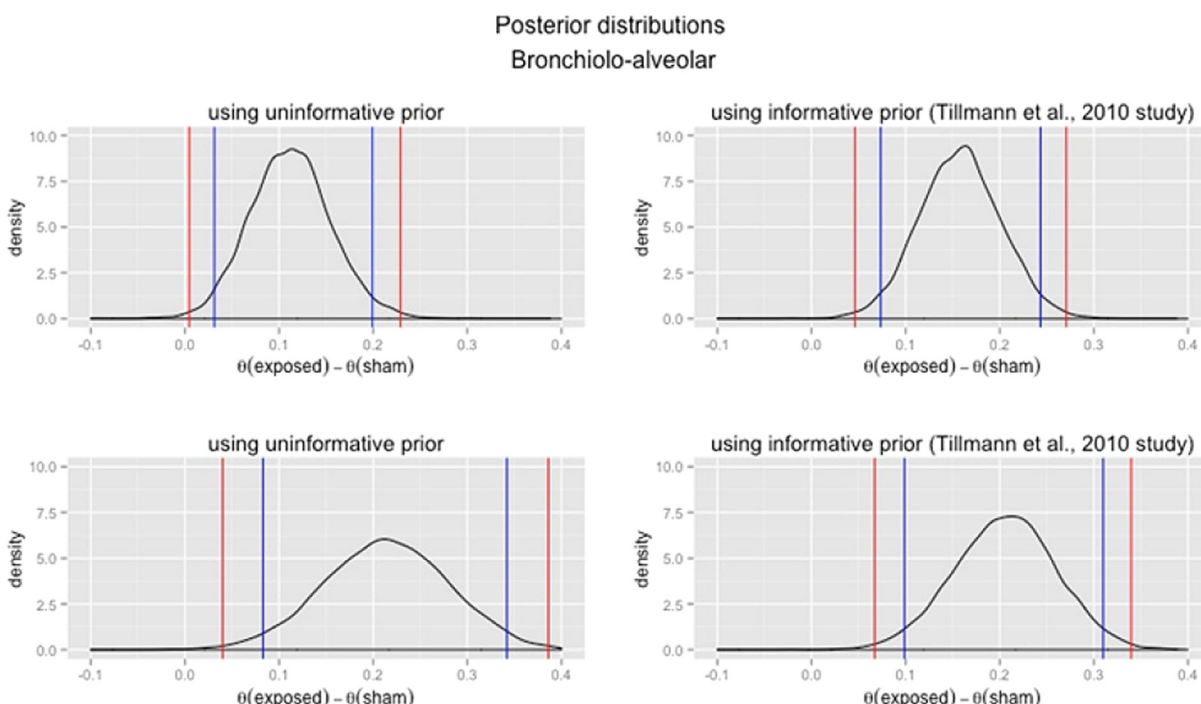 Posterior distributions
Bronchiolo-alveolar
using uninformative prior
10.0
7.5
5.0
2.5
0.0
density
-0.1 0.0 0.1 0.2 0.3 0.4
θ(exposed) – θ(sham)
using informative prior (Tillmann et al., 2010 study)
10.0
7.5
5.0
2.5
0.0
density
-0.1 0.0 0.1 0.2 0.3 0.4
θ(exposed) – θ(sham)
using uninformative prior
10.0
7.5
5.0
2.5
0.0
density
-0.1 0.0 0.1 0.2 0.3 0.4
θ(exposed) – θ(sham)
using informative prior (Tillmann et al., 2010 study)
10.0
7.5
5.0
2.5
0.0
density
-0.1 0.0 0.1 0.2 0.3 0.4
θ(exposed) – θ(sham)